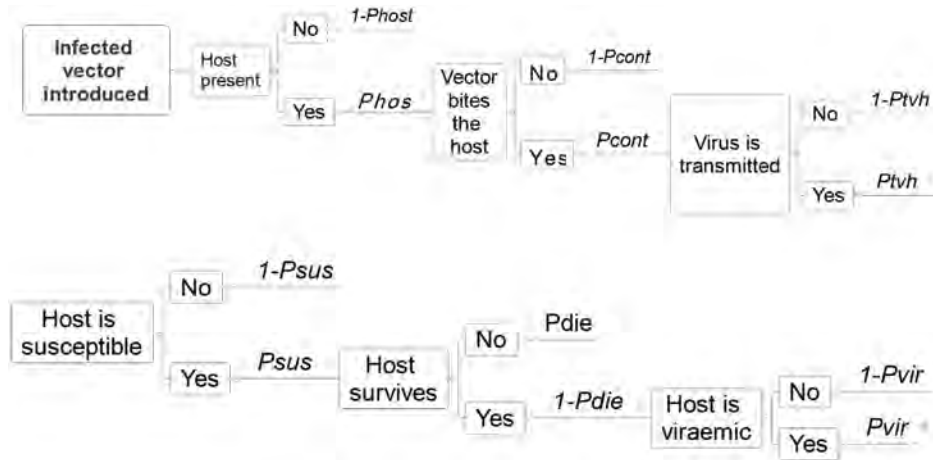 Infected
vector
introduced
Host
present
No
1-Phost
Yes
Phos
Vector
bites
the
host
No
1-Pcont
Yes
Pcont
Virus is
transmitted
No
1-Ptvh
Yes
Ptvh
Host is
susceptible
No
1-Psus
Yes
Psus
Host
survives
No
Pdie
Yes
1-Pdie
Host is
viraemic
No
1-Pvir
Yes
Pvir